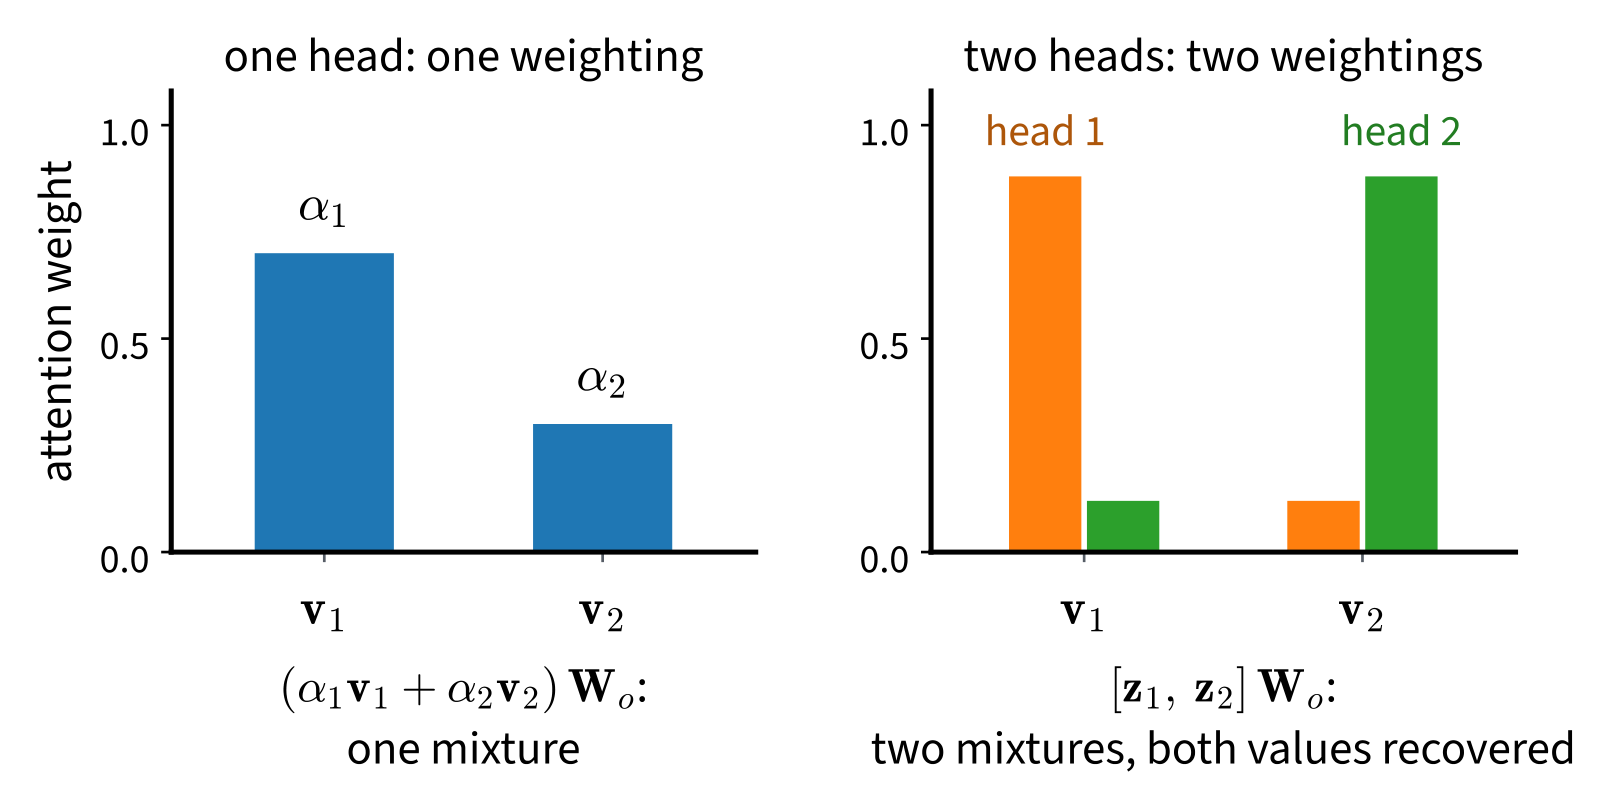 one head: one weighting
attention weight
1.0
0.5
0.0
α₁
α₂
v₁
v₂
(α₁v₁ + α₂v₂) Wₒ:
one mixture
two heads: two weightings
1.0
0.5
0.0
head 1
head 2
v₁
v₂
[z₁, z₂] Wₒ:
two mixtures, both values recovered